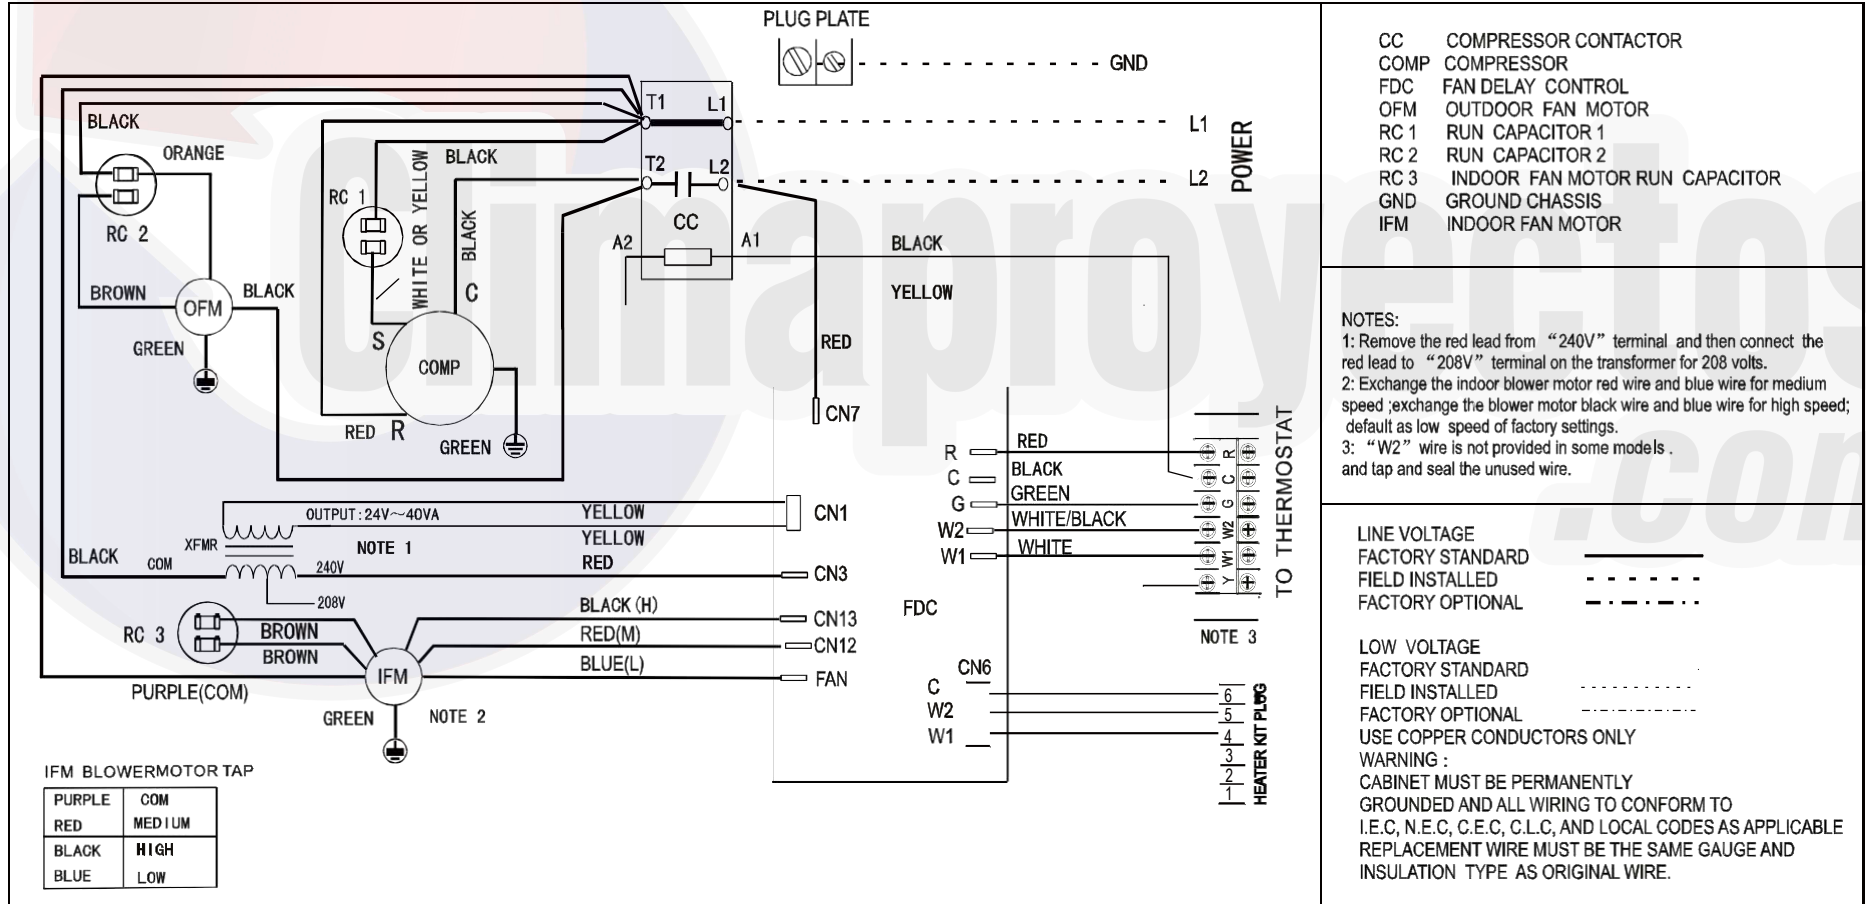 PLUG PLATE
GND
T1 L1
L1
BLACK
ORANGE
BLACK
T2 L2
L2
POWER
RC 1
WHITE OR YELLOW
BLACK
CC
RC 2
A2 A1
BLACK
BROWN
OFM
BLACK
C
YELLOW
GREEN
S
COMP
RED
RED R
GREEN
CN7
R RED
C BLACK
G GREEN
W2 WHITE/BLACK
W1 WHITE
R
C
G
W2
W1
Y
TO THERMOSTAT
NOTE 3
OUTPUT:24V~40VA
YELLOW
CN1
XFMR
NOTE 1
YELLOW
BLACK COM
240V
RED
CN3
208V
FDC
RC 3
BROWN
BROWN
BLACK(H)
CN13
RED(M)
CN12
IFM
BLUE(L)
FAN
PURPLE(COM)
GREEN
NOTE 2
CN6
C
W2
W1
6
5
4
3
2
1
HEATER KIT PLUG
IFM BLOWERMOTOR TAP
PURPLE COM
RED MEDIUM
BLACK HIGH
BLUE LOW
CC COMPRESSOR CONTACTOR
COMP COMPRESSOR
FDC FAN DELAY CONTROL
OFM OUTDOOR FAN MOTOR
RC 1 RUN CAPACITOR 1
RC 2 RUN CAPACITOR 2
RC 3 INDOOR FAN MOTOR RUN CAPACITOR
GND GROUND CHASSIS
IFM INDOOR FAN MOTOR
NOTES:
1: Remove the red lead from “240V” terminal and then connect the
red lead to “208V” terminal on the transformer for 208 volts.
2: Exchange the indoor blower motor red wire and blue wire for medium
speed ;exchange the blower motor black wire and blue wire for high speed;
default as low speed of factory settings.
3: “W2” wire is not provided in some models .
and tap and seal the unused wire.
LINE VOLTAGE
FACTORY STANDARD
FIELD INSTALLED
FACTORY OPTIONAL
LOW VOLTAGE
FACTORY STANDARD
FIELD INSTALLED
FACTORY OPTIONAL
USE COPPER CONDUCTORS ONLY
WARNING :
CABINET MUST BE PERMANENTLY
GROUNDED AND ALL WIRING TO CONFORM TO
I.E.C, N.E.C, C.E.C, C.L.C, AND LOCAL CODES AS APPLICABLE
REPLACEMENT WIRE MUST BE THE SAME GAUGE AND
INSULATION TYPE AS ORIGINAL WIRE.
Climaproyectos
.com